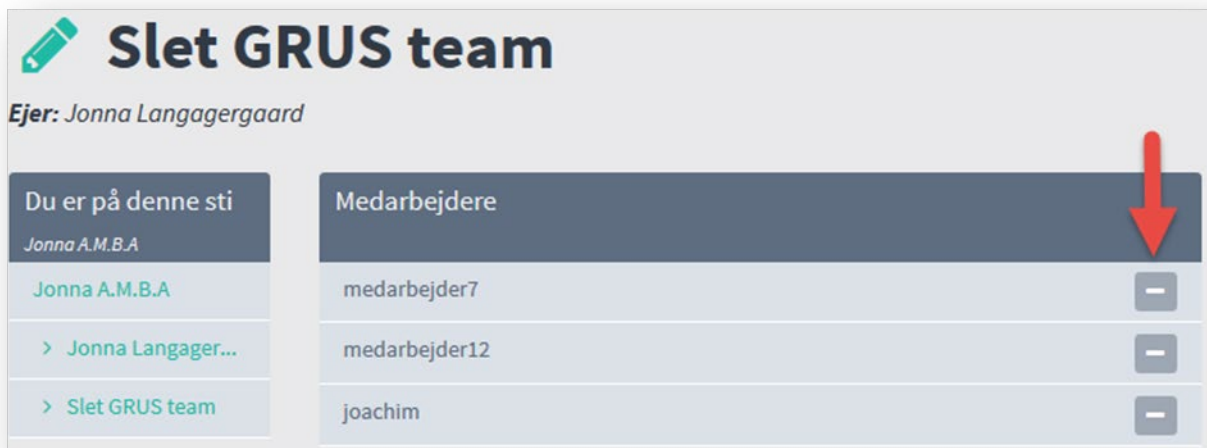 Slet GRUS team
Ejer: Jonna Langagergaard
Du er på denne sti
Jonna A.M.B.A
Jonna A.M.B.A
Jonna Langager...
Slet GRUS team
Medarbejdere
medarbejder7
medarbejder12
joachim